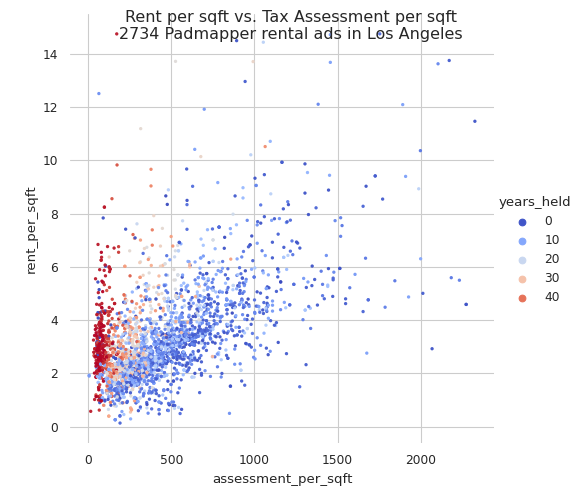 Rent per sqft vs. Tax Assessment per sqft
2734 Padmapper rental ads in Los Angeles
14
12
10
8
6
4
2
0
rent_per_sqft
0 500 1000 1500 2000
assessment_per_sqft
years_held
0
10
20
30
40